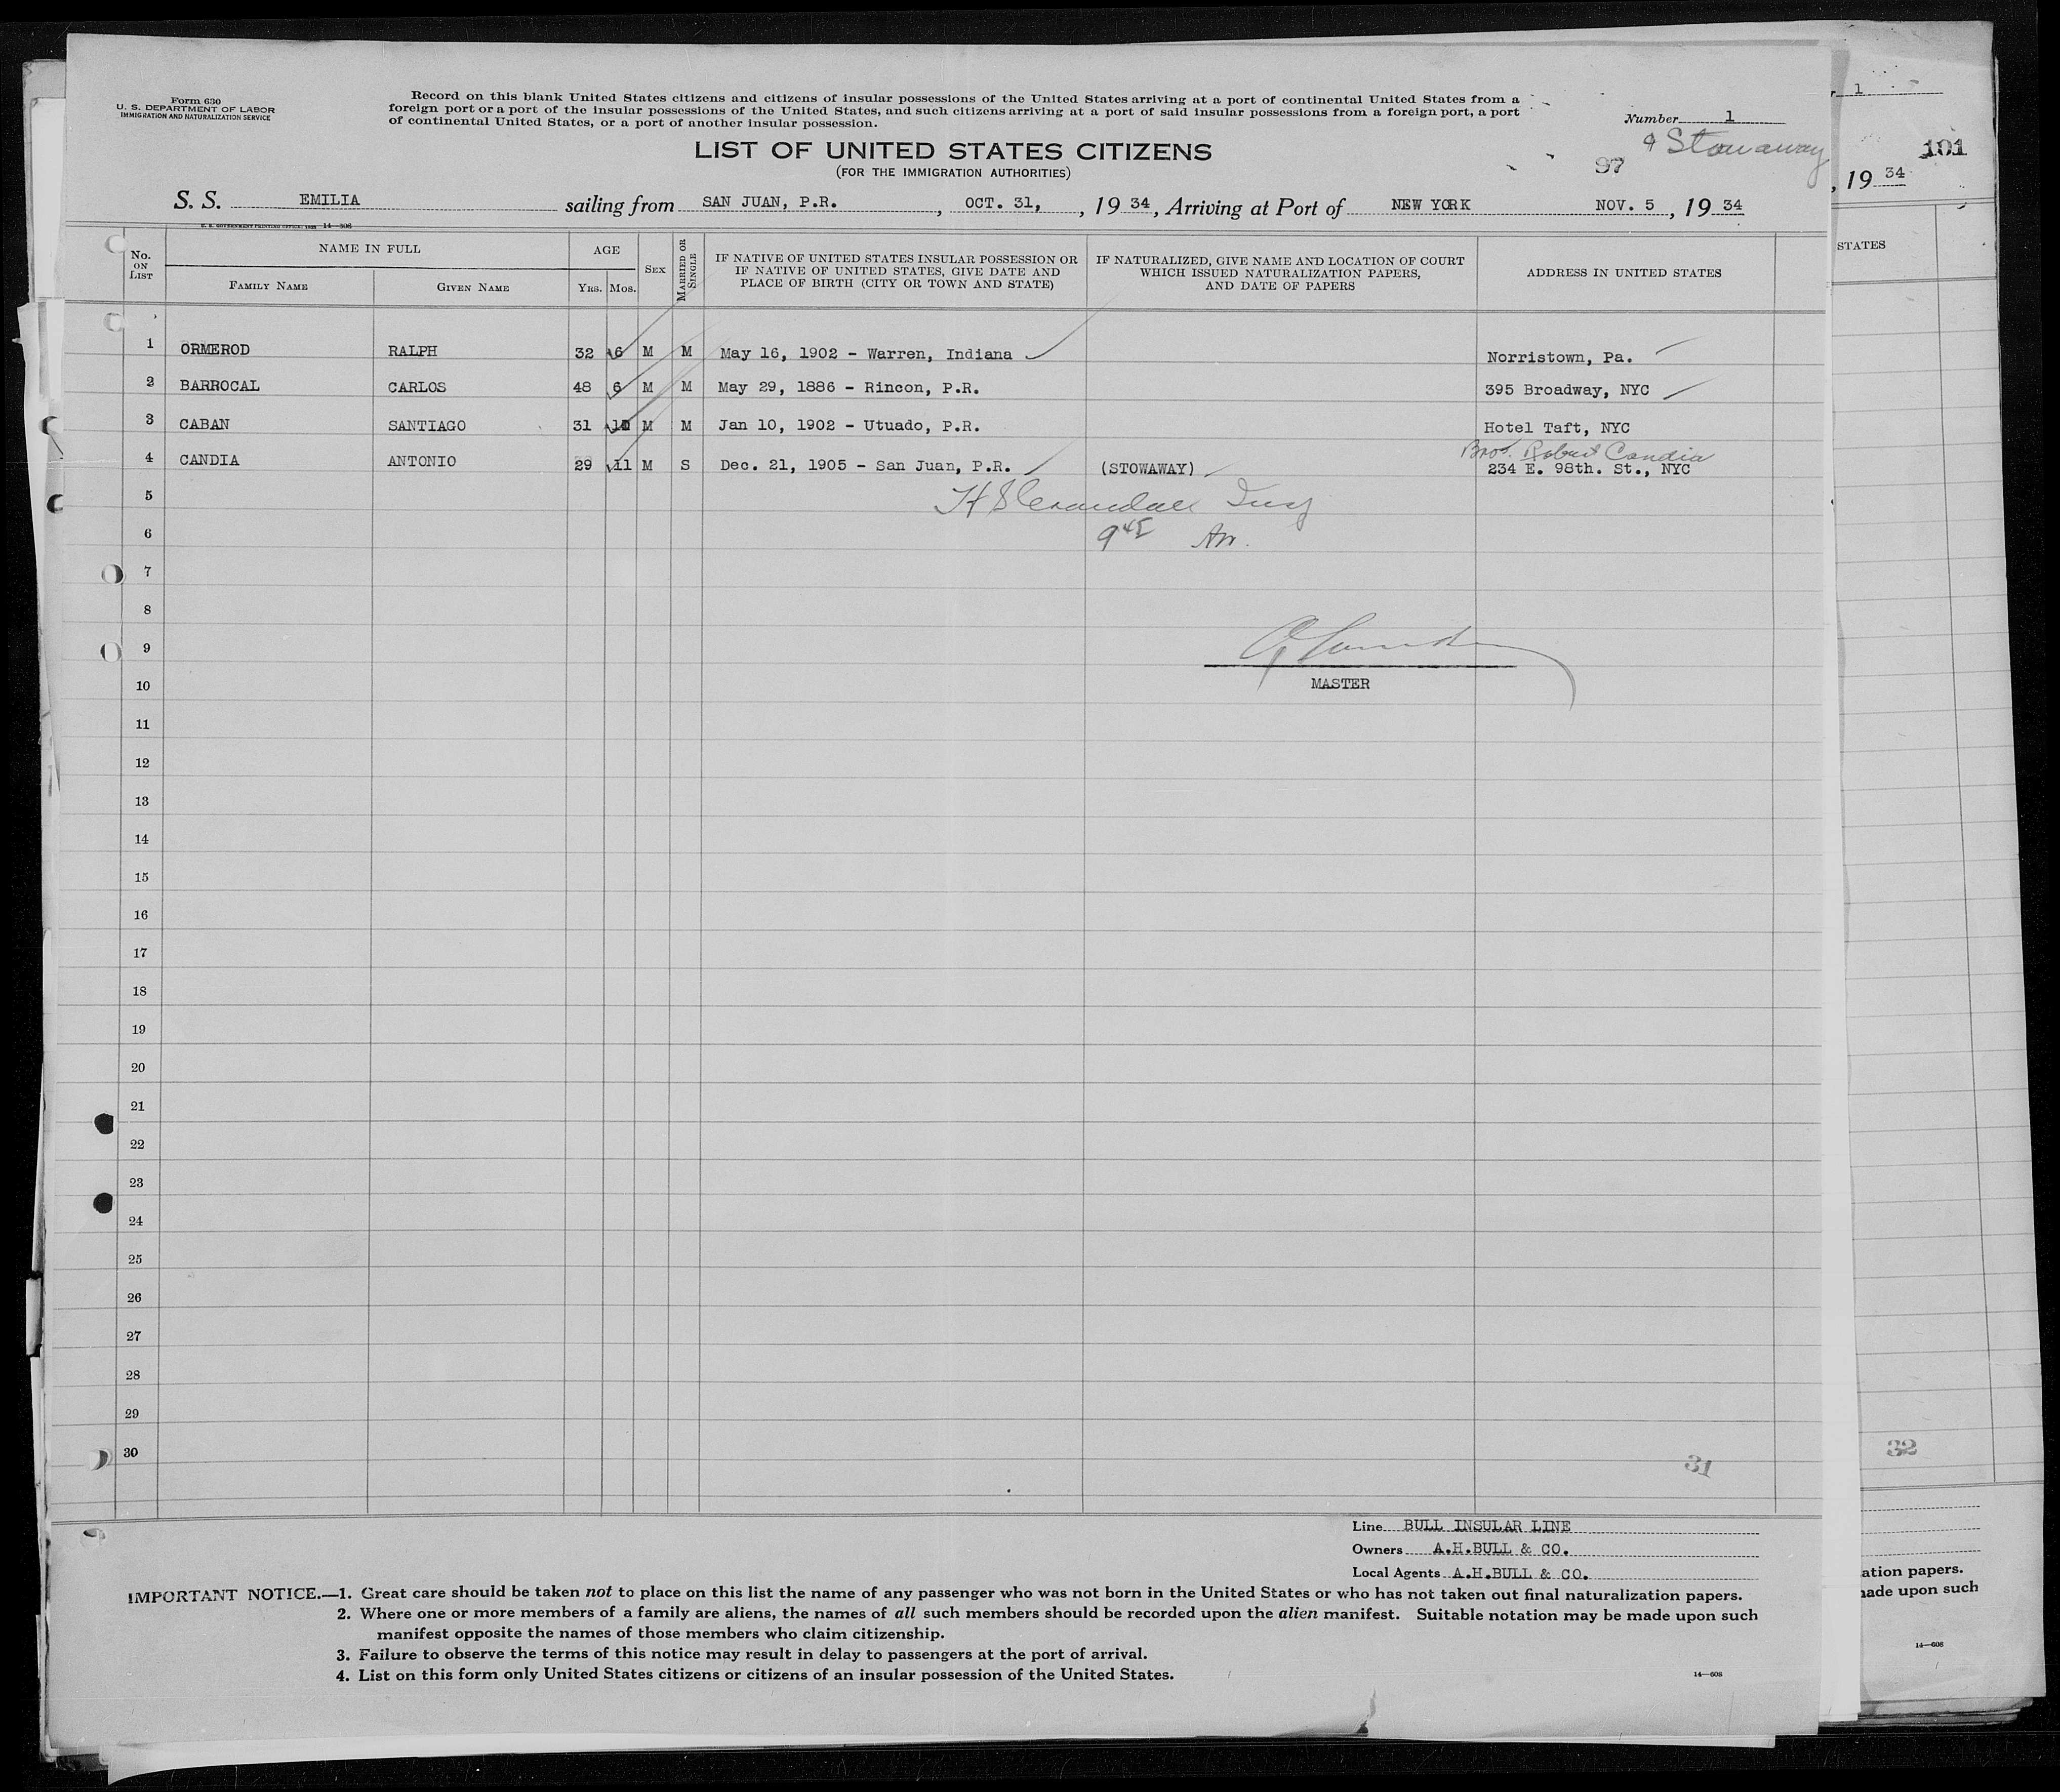 Form 630
U. S. DEPARTMENT OF LABOR
IMMIGRATION AND NATURALIZATION SERVICE
Record on this blank United States citizens and citizens of insular possessions of the United States arriving at a port of continental United States from a
foreign port or a port of the insular possessions of the United States, and such citizens arriving at a port of said insular possessions from a foreign port, a port
of continental United States, or a port of another insular possession.
Number 1
1
LIST OF UNITED STATES CITIZENS
(FOR THE IMMIGRATION AUTHORITIES)
97
Stowaway
101
, 19 34
S. S. EMILIA sailing from SAN JUAN, P.R. , OCT. 31, , 19 34, Arriving at Port of NEW YORK NOV. 5 , 19 34
U. S. GOVERNMENT PRINTING OFFICE: 14—608
No. ON LIST
NAME IN FULL
FAMILY NAME
GIVEN NAME
AGE
YRS. MOS.
SEX
MARRIED OR SINGLE
IF NATIVE OF UNITED STATES INSULAR POSSESSION OR
IF NATIVE OF UNITED STATES, GIVE DATE AND
PLACE OF BIRTH (CITY OR TOWN AND STATE)
IF NATURALIZED, GIVE NAME AND LOCATION OF COURT
WHICH ISSUED NATURALIZATION PAPERS,
AND DATE OF PAPERS
ADDRESS IN UNITED STATES
STATES
1 ORMEROD RALPH 32 6 M M May 16, 1902 - Warren, Indiana Norristown, Pa.
2 BARROCAL CARLOS 48 6 M M May 29, 1886 - Rincon, P.R. 395 Broadway, NYC
3 CABAN SANTIAGO 31 M M Jan 10, 1902 - Utuado, P.R. Hotel Taft, NYC
Bro. Robert Candia
4 CANDIA ANTONIO 29 11 M S Dec. 21, 1905 - San Juan, P.R. (STOWAWAY) 234 E. 98th. St., NYC
5
6
9 45
7
8
9
10
MASTER
11
12
13
14
15
16
17
18
19
20
21
22
23
24
25
26
27
28
29
30
31
32
Line BULL INSULAR LINE
Owners A.H.BULL & CO.
Local Agents A.H.BULL & CO.
IMPORTANT NOTICE.—1. Great care should be taken not to place on this list the name of any passenger who was not born in the United States or who has not taken out final naturalization papers.
2. Where one or more members of a family are aliens, the names of all such members should be recorded upon the alien manifest. Suitable notation may be made upon such
manifest opposite the names of those members who claim citizenship.
3. Failure to observe the terms of this notice may result in delay to passengers at the port of arrival.
4. List on this form only United States citizens or citizens of an insular possession of the United States.
14—608
ation papers.
made upon such
14—608